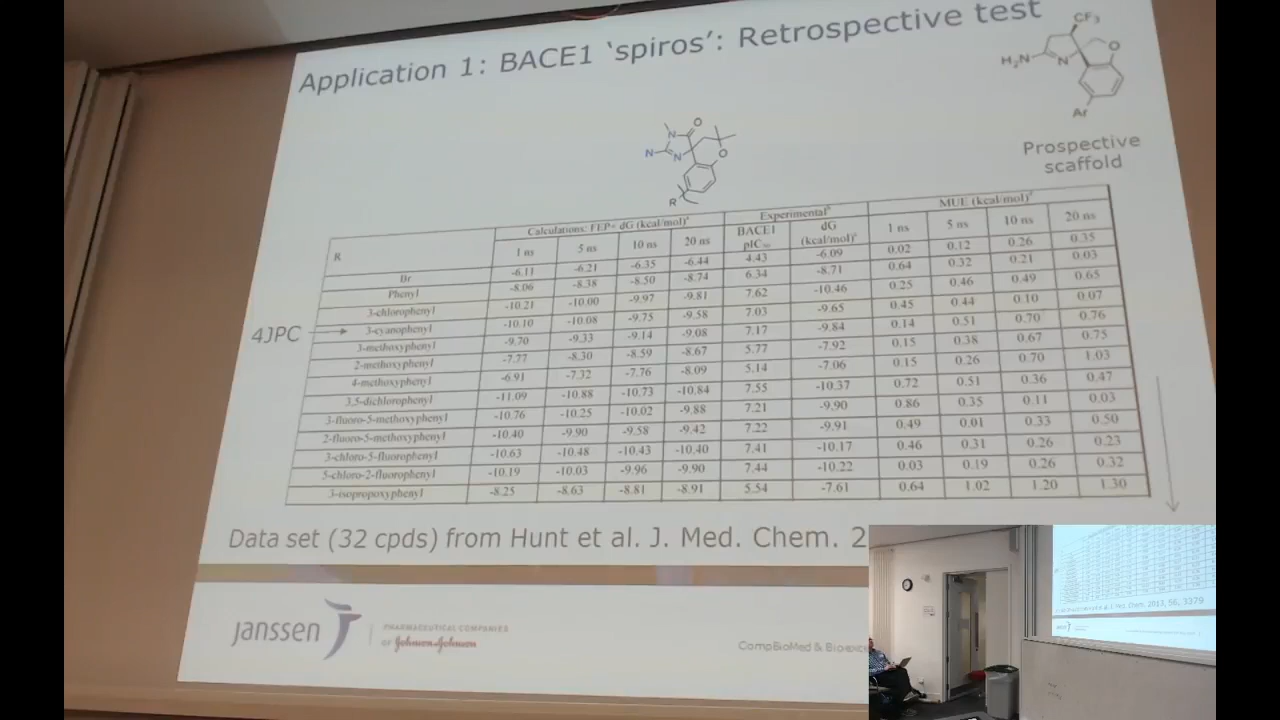 Application 1: BACE1 'spiros': Retrospective test
CF₃
H₂N
N
O
Ar
Prospective
scaffold
N
O
N
N
O
R
Calculations: FEP+ dG (kcal/mol)
Experimental
MUE (kcal/mol)
R 1 ns 5 ns 10 ns 20 ns BACE1 pIC₅₀ dG (kcal/mol) 1 ns 5 ns 10 ns 20 ns
Br -6.11 -6.21 -6.35 -6.44 4.43 -6.09 0.02 0.12 0.26 0.35
Phenyl -8.06 -8.38 -8.50 -8.74 6.34 -8.71 0.64 0.32 0.21 0.03
3-chlorophenyl -10.21 -10.00 -9.97 -9.81 7.62 -10.46 0.25 0.46 0.49 0.65
4JPC 3-cyanophenyl -10.10 -10.08 -9.75 -9.58 7.03 -9.65 0.45 0.44 0.10 0.07
3-methoxyphenyl -9.70 -9.33 -9.14 -9.08 7.17 -9.84 0.14 0.51 0.70 0.76
2-methoxyphenyl -7.77 -8.30 -8.59 -8.67 5.77 -7.92 0.15 0.38 0.67 0.75
4-methoxyphenyl -6.91 -7.32 -7.76 -8.09 5.14 -7.06 0.15 0.26 0.70 1.03
3,5-dichlorophenyl -11.09 -10.88 -10.73 -10.84 7.55 -10.37 0.72 0.51 0.36 0.47
3-fluoro-5-methoxyphenyl -10.76 -10.25 -10.02 -9.88 7.21 -9.90 0.86 0.35 0.11 0.03
2-fluoro-5-methoxyphenyl -10.40 -9.90 -9.58 -9.42 7.22 -9.91 0.49 0.01 0.33 0.50
3-chloro-5-fluorophenyl -10.63 -10.48 -10.43 -10.40 7.41 -10.17 0.46 0.31 0.26 0.23
5-chloro-2-fluorophenyl -10.19 -10.03 -9.96 -9.90 7.44 -10.22 0.03 0.19 0.26 0.32
3-isopropoxyphenyl -8.25 -8.63 -8.81 -8.91 5.54 -7.61 0.64 1.02 1.20 1.30
Data set (32 cpds) from Hunt et al. J. Med. Chem. 2
janssen
PHARMACEUTICAL COMPANIES
OF Johnson & Johnson
CompBioMed & Bioexce
Chem. 2013, 56, 3379